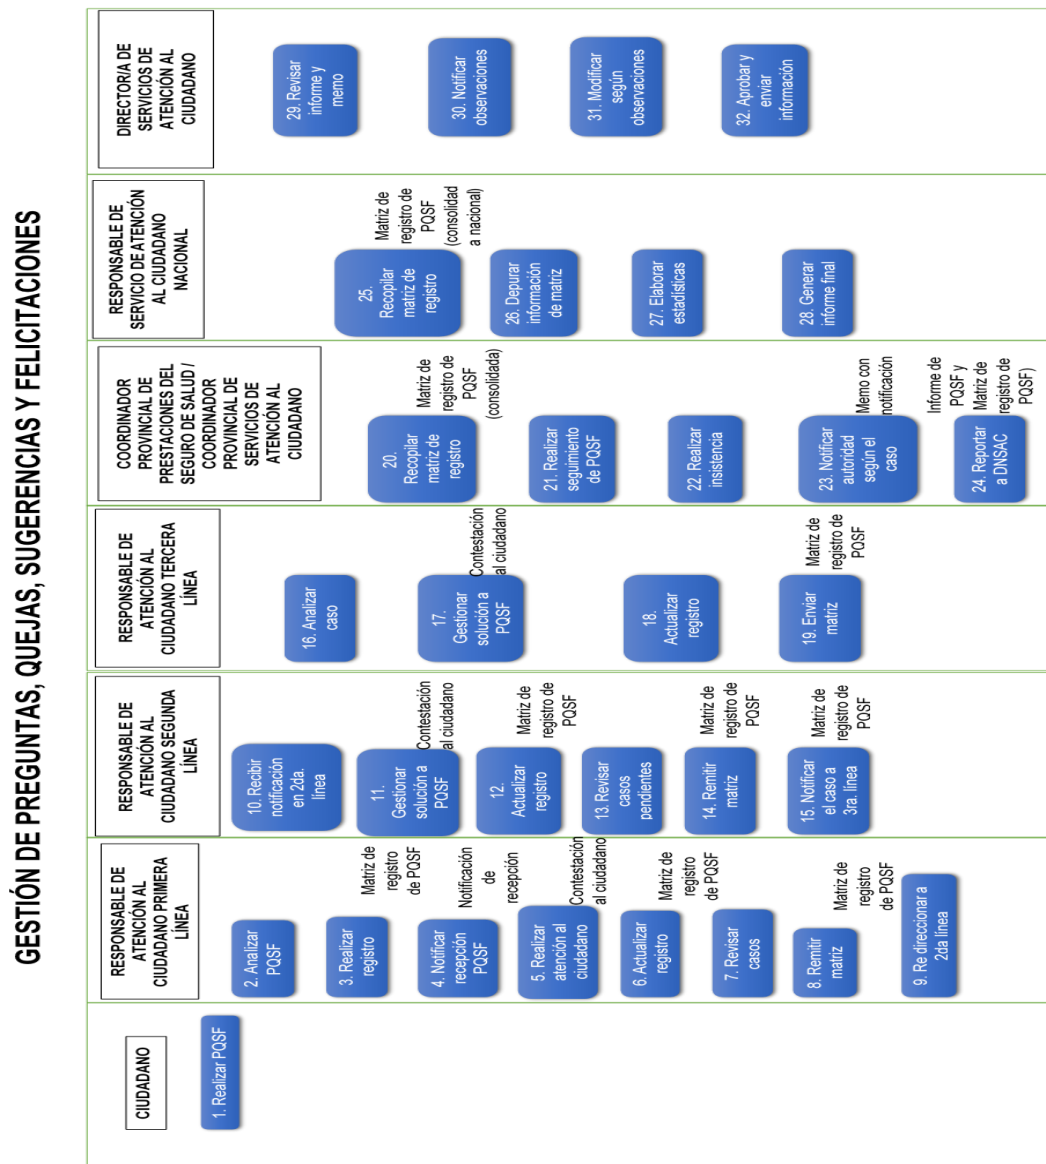 GESTIÓN DE PREGUNTAS, QUEJAS, SUGERENCIAS Y FELICITACIONES
CIUDADANO
1. Realizar PQSF
RESPONSABLE DE
ATENCIÓN AL
CIUDADANO PRIMERA
LÍNEA
2. Analizar
PQSF
3. Realizar
registro
Matriz de
registro
de PQSF
4. Notificar
recepción
PQSF
Notificación
de
recepción
5. Realizar
atención al
ciudadano
Contestación
al ciudadano
6. Actualizar
registro
Matriz de
registro
de PQSF
7. Revisar
casos
8. Remitir
matriz
Matriz de
registro
de PQSF
9. Re direccionar a
2da línea
RESPONSABLE DE
ATENCIÓN AL
CIUDADANO SEGUNDA
LÍNEA
10. Recibir
notificación
en 2da.
línea
11.
Gestionar
solución a
PQSF
Contestación
al ciudadano
12.
Actualizar
registro
Matriz de
registro de
PQSF
13. Revisar
casos
pendientes
14. Remitir
matriz
Matriz de
registro de
PQSF
15. Notificar
el caso a
3ra. línea
Matriz de
registro de
PQSF
RESPONSABLE DE
ATENCIÓN AL
CIUDADANO TERCERA
LÍNEA
16. Analizar
caso
17.
Gestionar
solución a
PQSF
Contestación
al ciudadano
18.
Actualizar
registro
19. Enviar
matriz
Matriz de
registro de
PQSF
COORDINADOR
PROVINCIAL DE
PRESTACIONES DEL
SEGURO DE SALUD /
COORDINADOR
PROVINCIAL DE
SERVICIOS DE
ATENCIÓN AL
CIUDADANO
20.
Recopilar
matriz de
registro
Matriz de
registro de
PQSF
(consolidada)
21. Realizar
seguimiento
de PQSF
22. Realizar
insistencia
23. Notificar
autoridad
según el
caso
Memo con
notificación
24. Reportar
a DNSAC
Informe de
PQSF y
Matriz de
registro de
PQSF)
RESPONSABLE DE
SERVICIO DE ATENCIÓN
AL CIUDADANO
NACIONAL
25.
Recopilar
matriz de
registro
Matriz de
registro de
PQSF
(consolidad
a nacional)
26. Depurar
información
de matriz
27. Elaborar
estadísticas
28. Generar
informe final
DIRECTOR/A DE
SERVICIOS DE
ATENCIÓN AL
CIUDADANO
29. Revisar
informe y
memo
30. Notificar
observaciones
31. Modificar
según
observaciones
32. Aprobar y
enviar
información